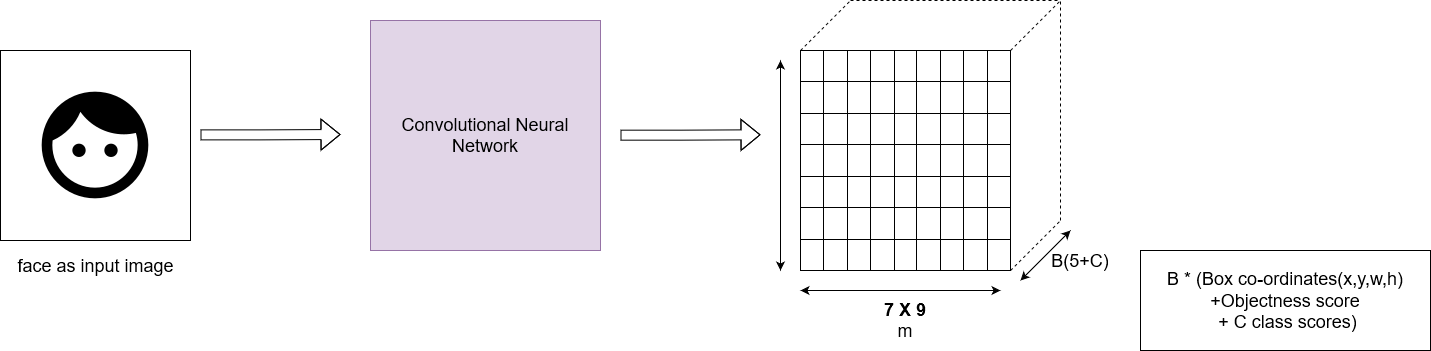 face as input image
Convolutional Neural
Network
7 X 9
m
B(5+C)
B * (Box co-ordinates(x,y,w,h)
+Objectness score
+ C class scores)